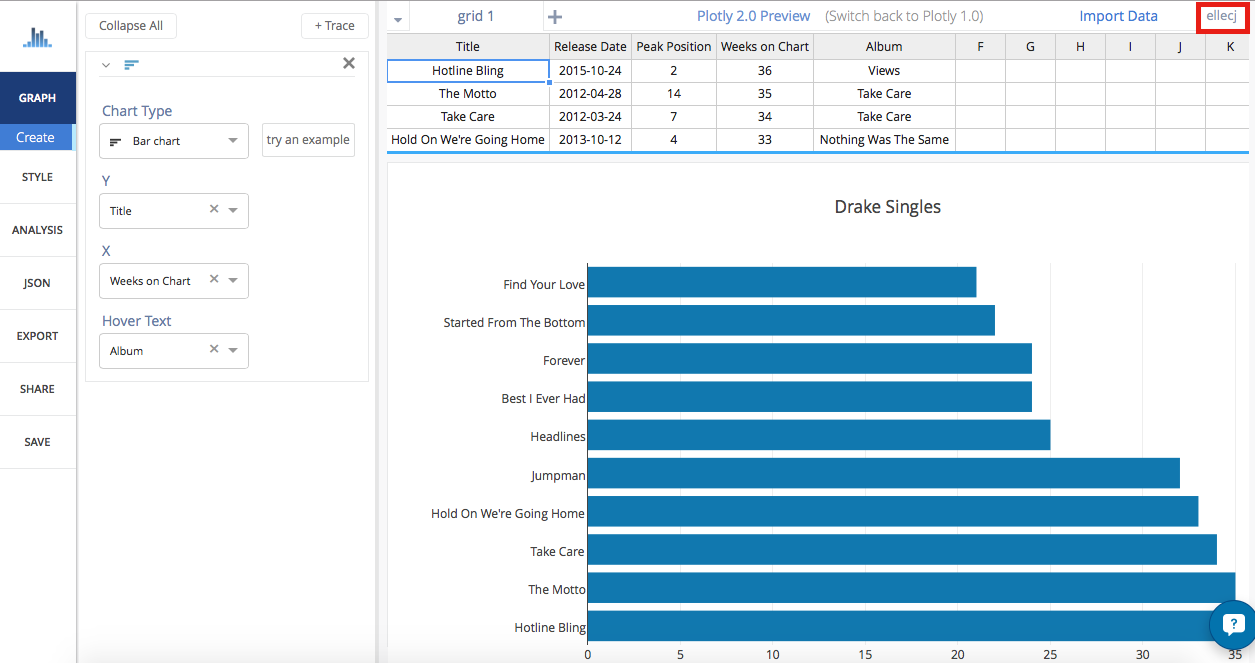 Collapse All
+ Trace
GRAPH
Create
STYLE
ANALYSIS
JSON
EXPORT
SHARE
SAVE
Chart Type
Bar chart
try an example
Y
Title
X
Weeks on Chart
Hover Text
Album
grid 1
Plotly 2.0 Preview (Switch back to Plotly 1.0) Import Data ellecj
Title Release Date Peak Position Weeks on Chart Album F G H I J K
Hotline Bling 2015-10-24 2 36 Views
The Motto 2012-04-28 14 35 Take Care
Take Care 2012-03-24 7 34 Take Care
Hold On We're Going Home 2013-10-12 4 33 Nothing Was The Same
Drake Singles
Find Your Love
Started From The Bottom
Forever
Best I Ever Had
Headlines
Jumpman
Hold On We're Going Home
Take Care
The Motto
Hotline Bling
0 5 10 15 20 25 30 35
?